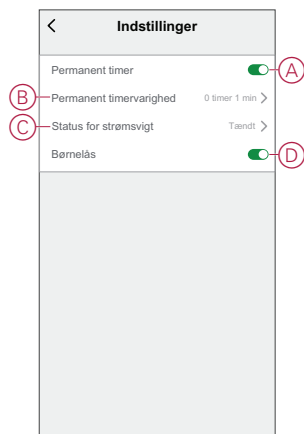 Indstillinger
Permanent timer
A
B
Permanent timervarighed
0 timer 1 min
C
Status for strømsvigt
Tændt
Børnelås
D